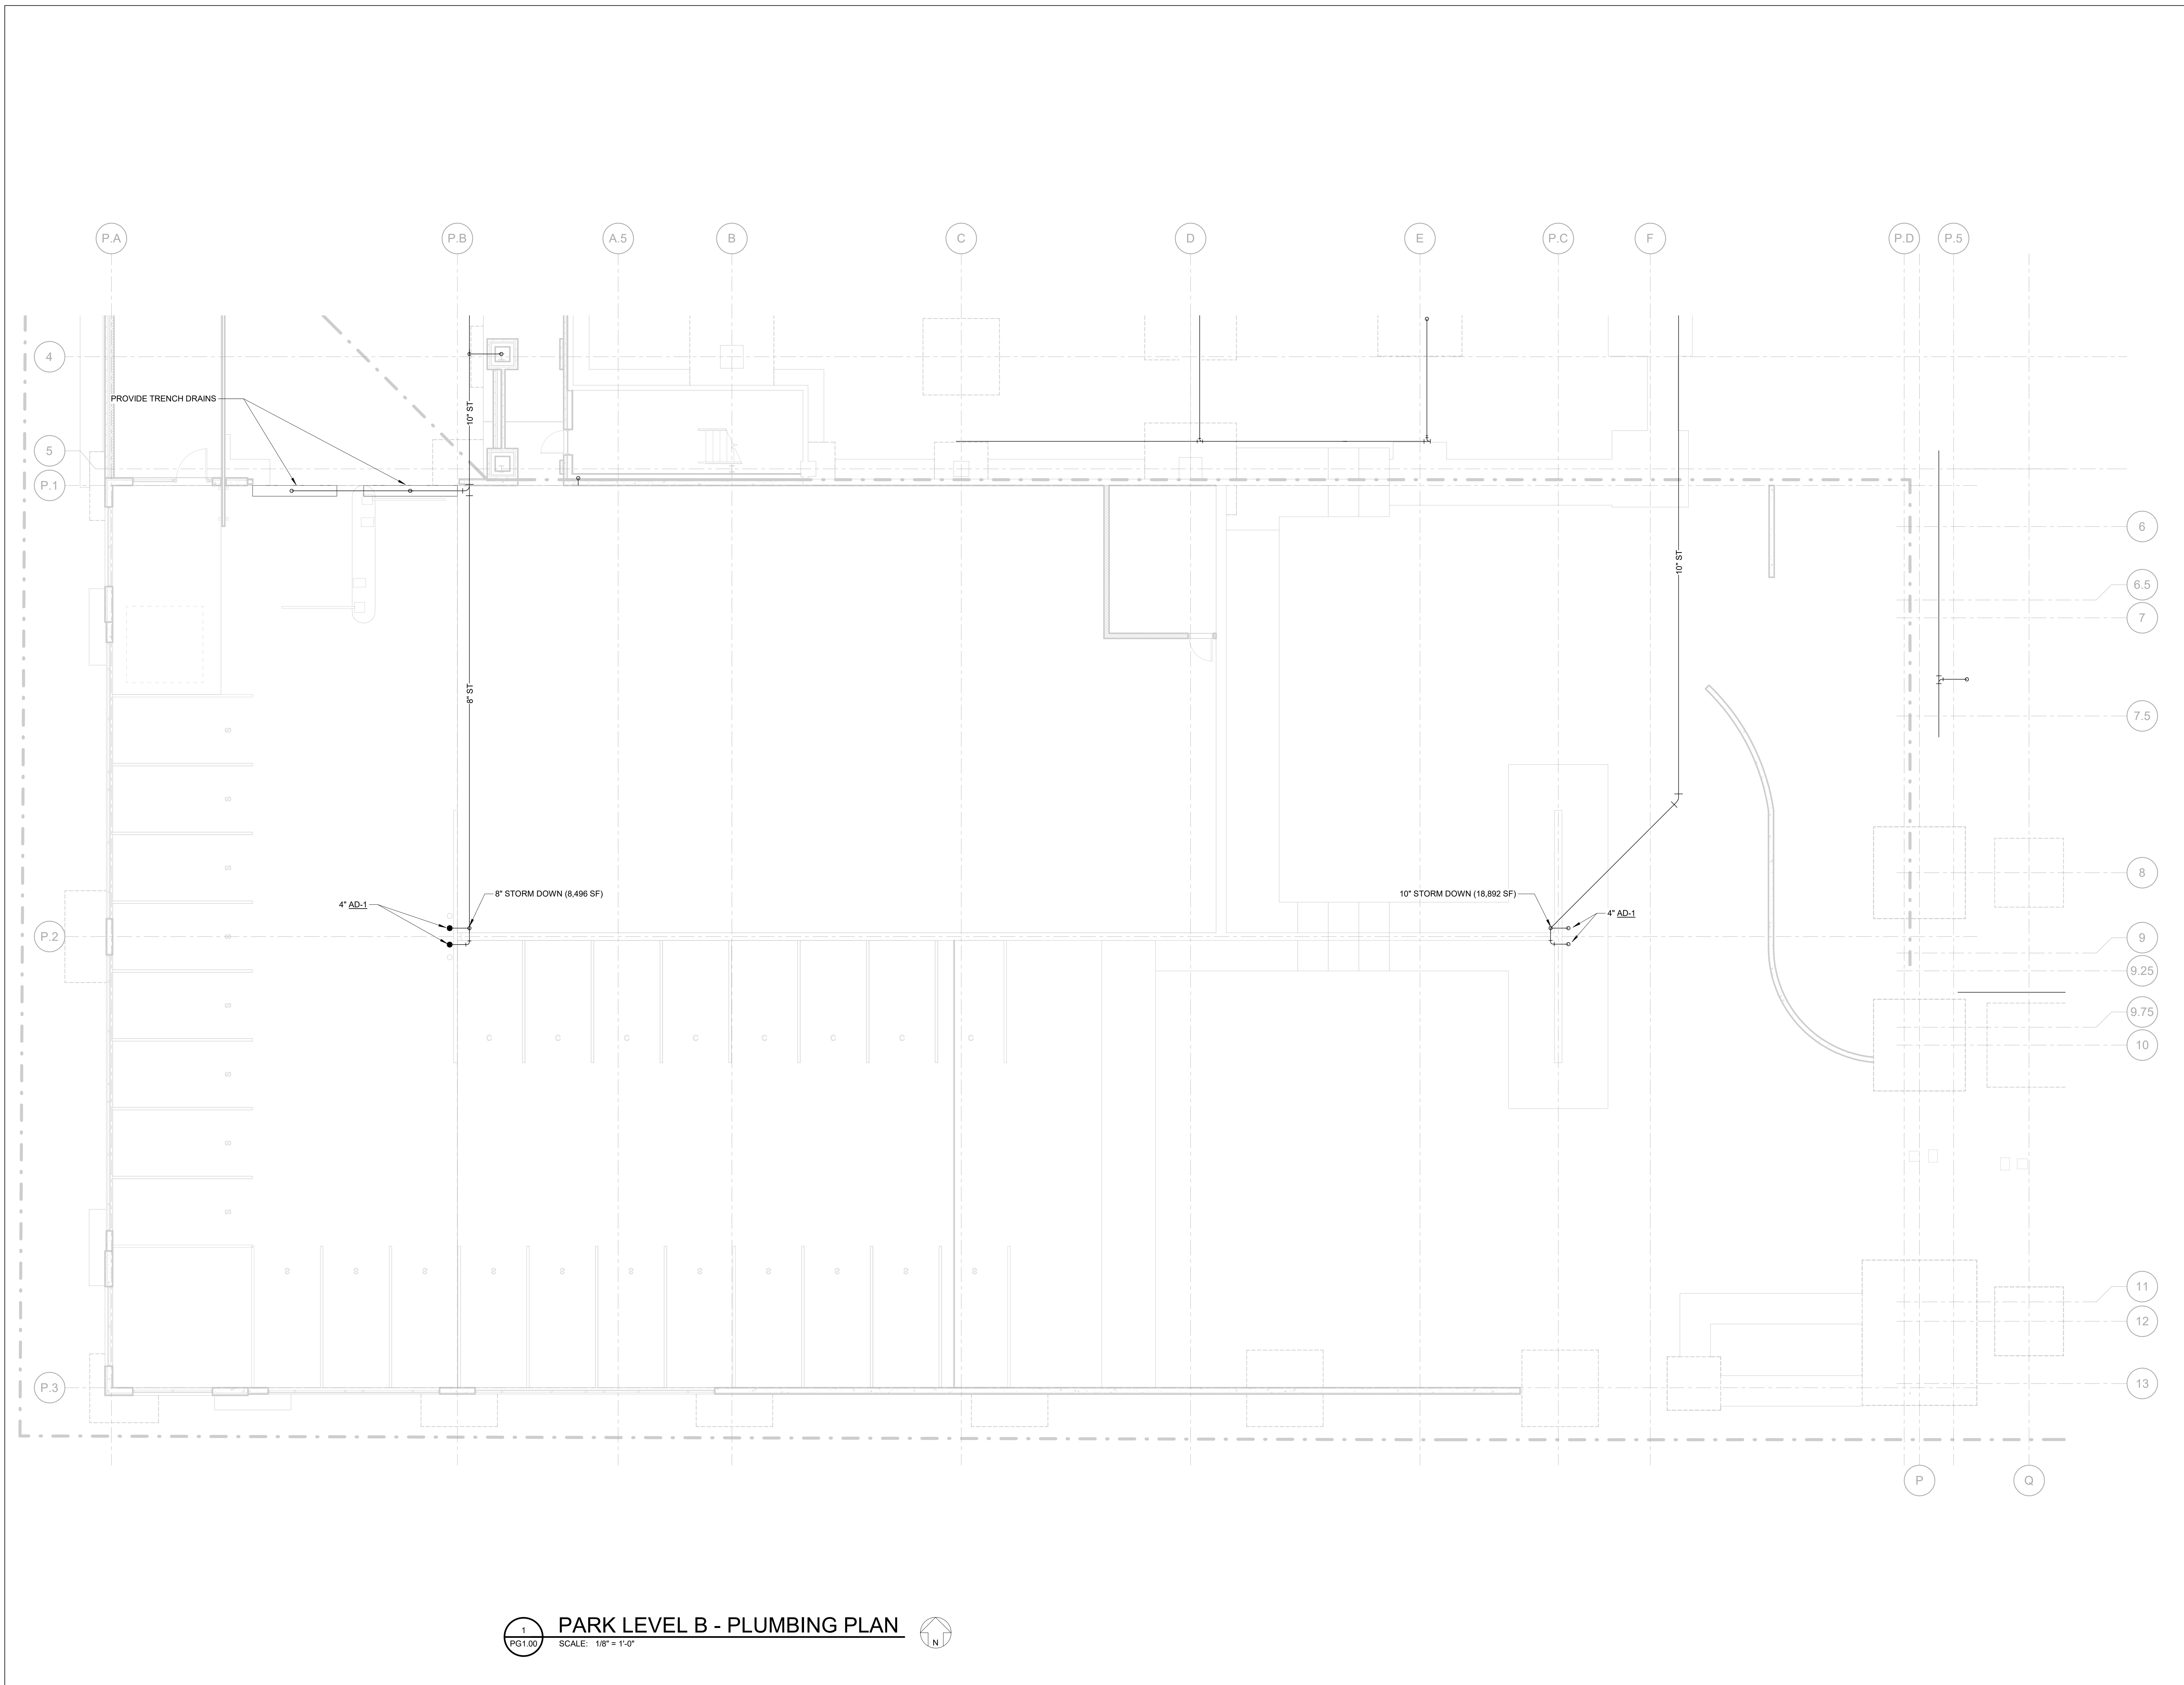 P.A
P.B
A.5
B
C
D
E
P.C
F
P.D
P.5
4
PROVIDE TRENCH DRAINS
10" ST
5
P.1
6
10" ST
6.5
7
8" ST
7.5
8
8" STORM DOWN (8,496 SF)
10" STORM DOWN (18,892 SF)
4" AD-1
4" AD-1
P.2
9
9.25
9.75
C
C
C
C
C
C
C
C
10
11
12
13
P.3
P
Q
1
PG1.00
PARK LEVEL B - PLUMBING PLAN
SCALE: 1/8" = 1'-0"
N